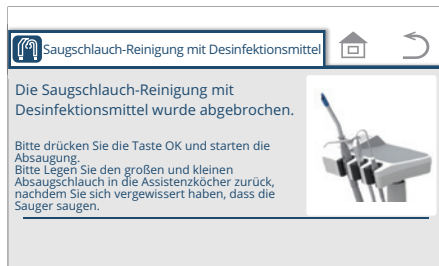 Saugschlauch-Reinigung mit Desinfektionsmittel
Die Saugschlauch-Reinigung mit
Desinfektionsmittel wurde abgebrochen.
Bitte drücken Sie die Taste OK und starten die
Absaugung.
Bitte Legen Sie den großen und kleinen
Absaugschlauch in die Assistenzköcher zurück,
nachdem Sie sich vergewissert haben, dass die
Sauger saugen.